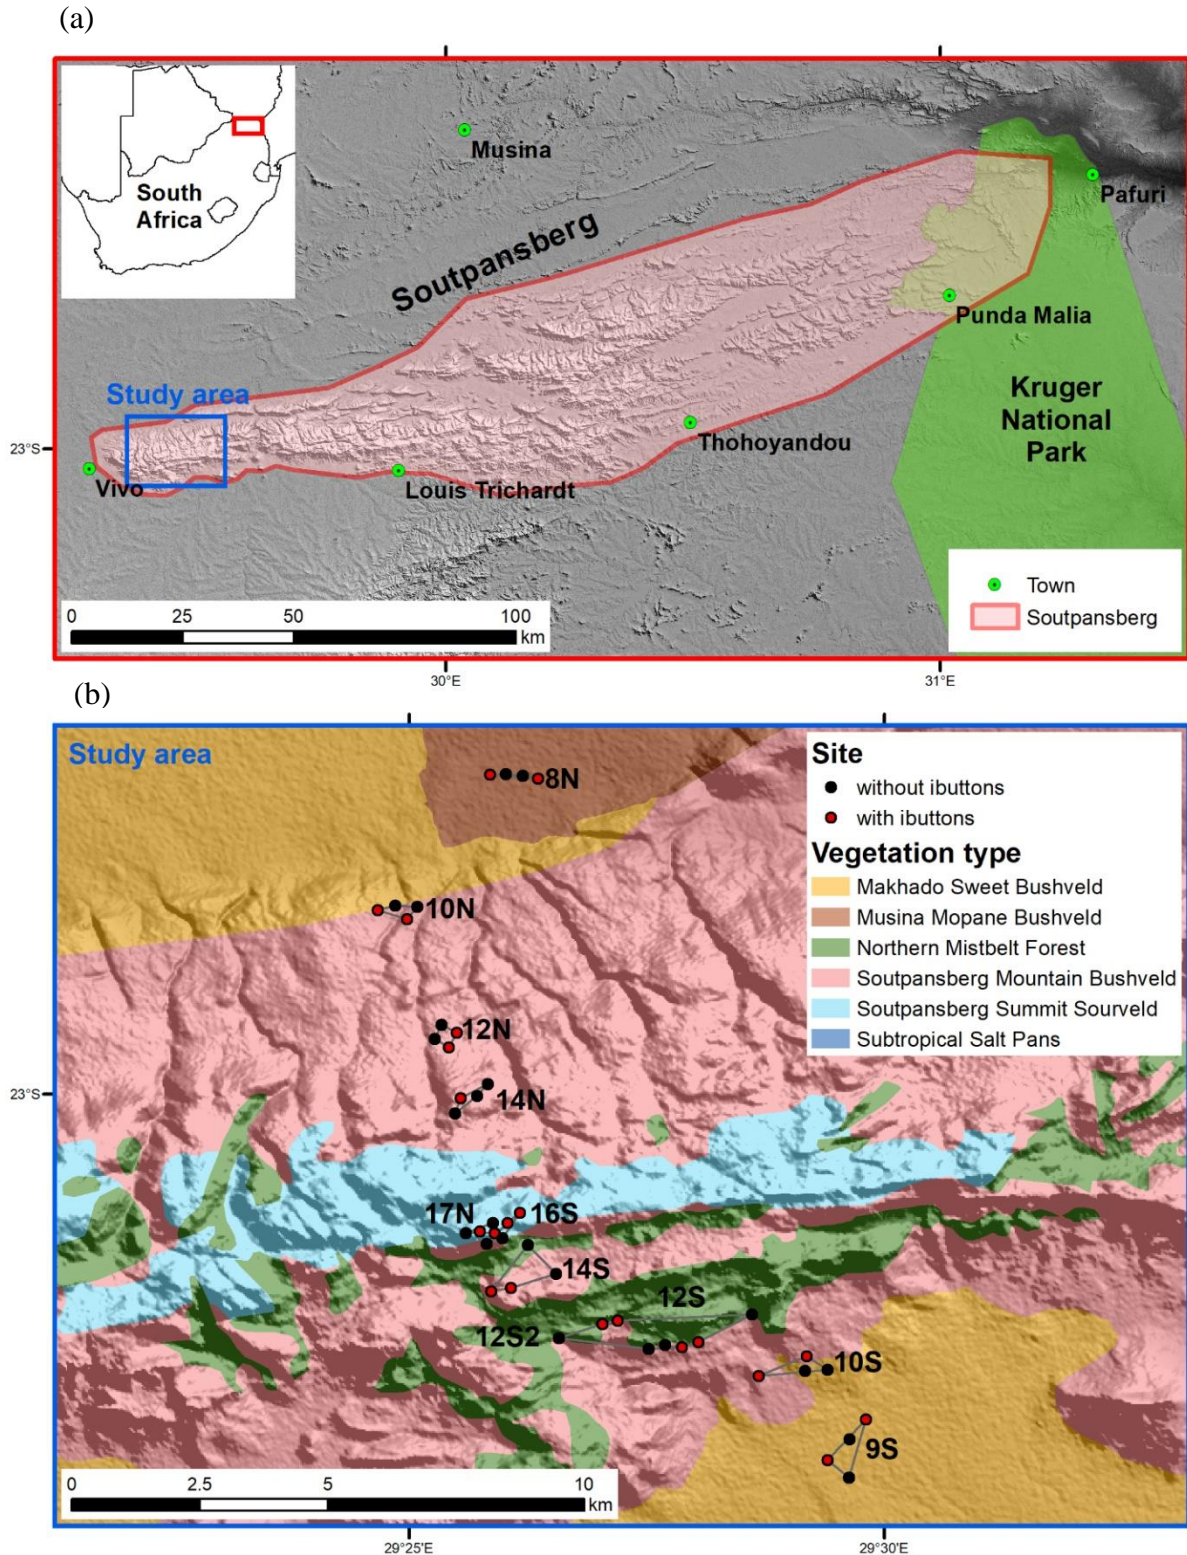 (a)
South
Africa
Musina
Pafuri
Soutpansberg
Punda Malia
Study area
Kruger
National
Park
Thohoyandou
23°S
Vivo
Louis Trichardt
Town
Soutpansberg
0 25 50 100
km
30°E 31°E
(b)
Study area
Site
without ibuttons
with ibuttons
Vegetation type
Makhado Sweet Bushveld
Musina Mopane Bushveld
Northern Mistbelt Forest
Soutpansberg Mountain Bushveld
Soutpansberg Summit Sourveld
Subtropical Salt Pans
8N
10N
12N
14N
23°S
17N 16S
14S
12S
12S2
10S
9S
0 2.5 5 10
km
29°25'E 29°30'E